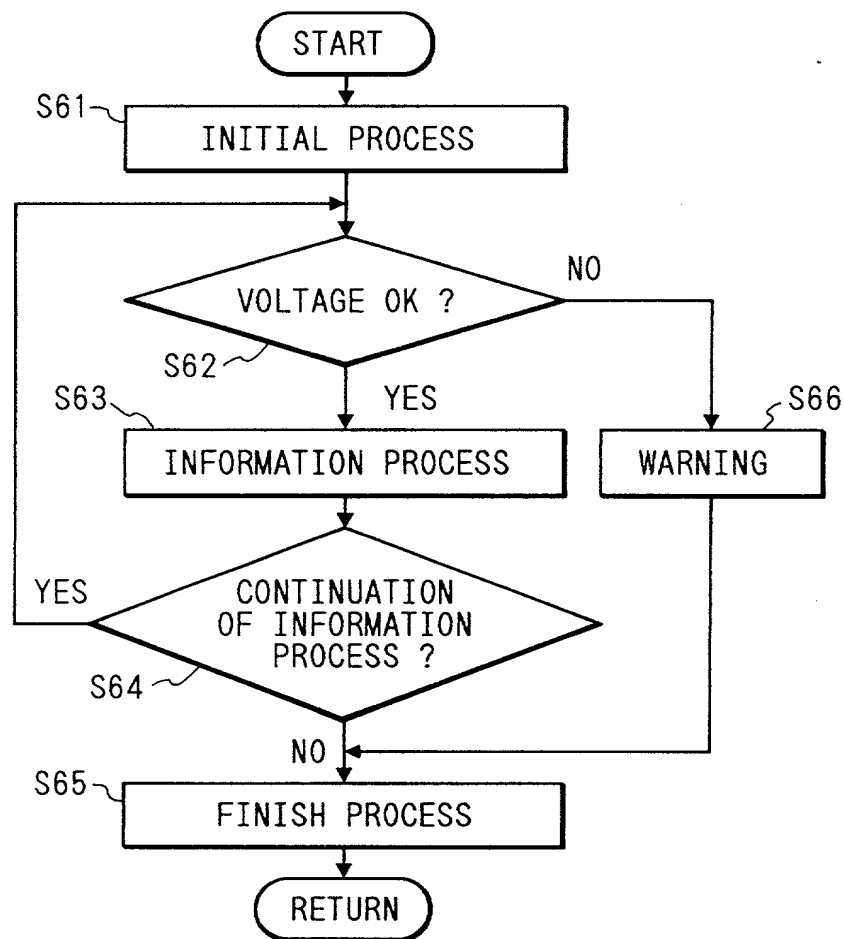 START
S61
INITIAL PROCESS
VOLTAGE OK ?
NO
S62
YES
S63
INFORMATION PROCESS
S66
WARNING
YES
CONTINUATION
OF INFORMATION
PROCESS ?
S64
NO
S65
FINISH PROCESS
RETURN